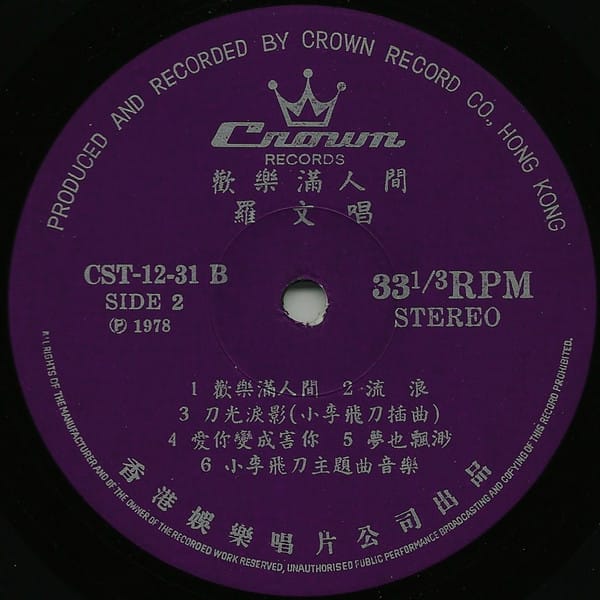 PRODUCED AND RECORDED BY CROWN RECORD CO., HONG KONG
Crown
RECORDS
歡樂滿人間
羅文唱
CST-12-31 B
SIDE 2
Ⓟ 1978
33 1/3 RPM
STEREO
1 歡樂滿人間 2 流浪
3 刀光淚影(小李飛刀插曲)
4 愛你變成害你 5 夢也飄渺
6 小李飛刀主題曲音樂
香港娛樂唱片公司出品
ALL RIGHTS OF THE MANUFACTURER AND OF THE OWNER OF THE RECORDED WORK RESERVED, UNAUTHORISED PUBLIC PERFORMANCE BROADCASTING AND COPYING OF THIS RECORD PROHIBITED.